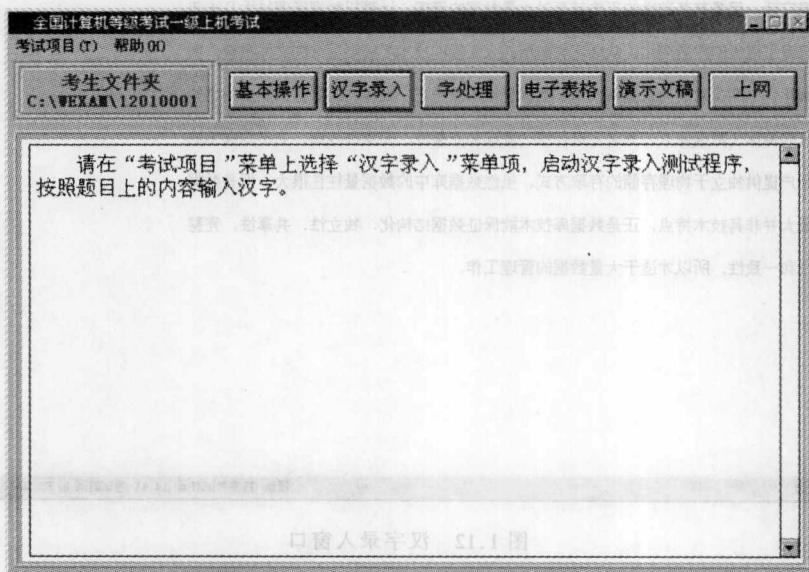 全国计算机等级考试一级上机考试
考试项目(T) 帮助(H)
考生文件夹
C:\WEXAM\12010001
基本操作 汉字录入 字处理 电子表格 演示文稿 上网
请在“考试项目”菜单上选择“汉字录入”菜单项，启动汉字录入测试程序，
按照题目上的内容输入汉字。
图1.12 汉字录入窗口